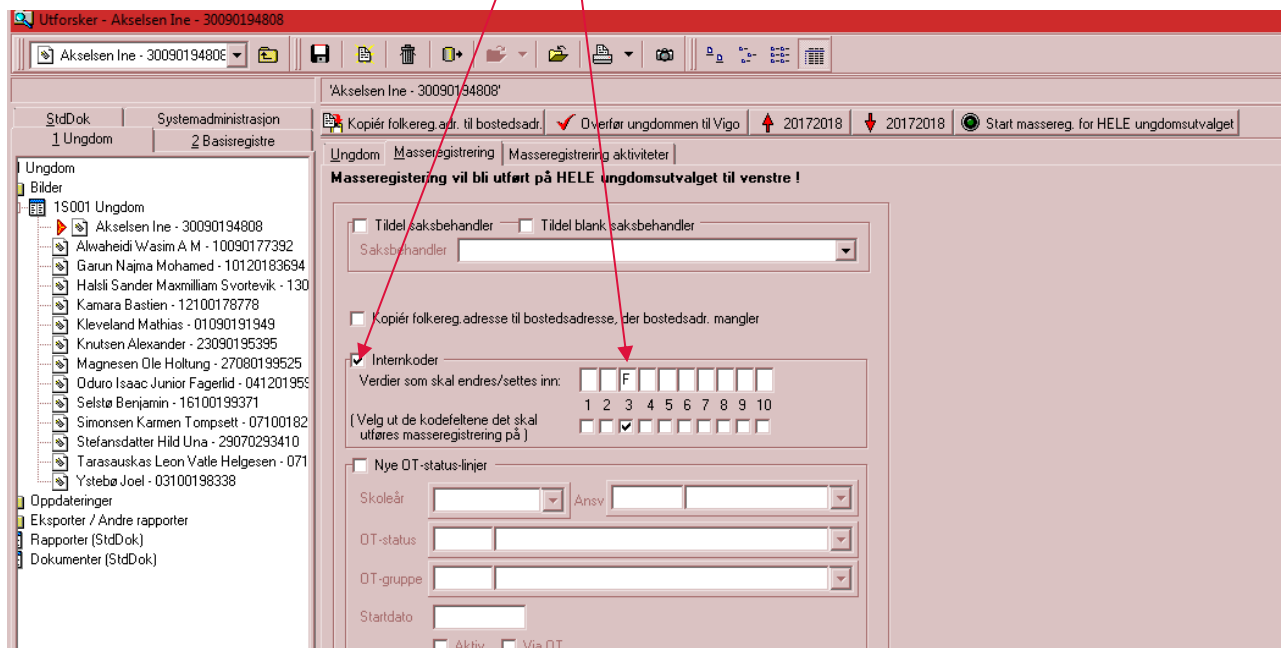 Utforsker - Akselsen Ine - 30090194808
Akselsen Ine - 3009019480
'Akselsen Ine - 30090194808'
StdDok Systemadministrasjon
1 Ungdom 2 Basisregistre
Kopiér folkereg.adr. til bostedsadr. Overfør ungdommen til Vigo 20172018 20172018 Start massereg. for HELE ungdomsutvalget
Ungdom Masseregistrering Masseregistrering aktiviteter
Masseregistering vil bli utført på HELE ungdomsutvalget til venstre !
Ungdom
Bilder
1S001 Ungdom
Akselsen Ine - 30090194808
Alwaheidi Wasim A M - 10090177392
Garun Najma Mohamed - 10120183694
Halsli Sander Maxmilliam Svortevik - 130
Kamara Bastien - 12100178778
Kleveland Mathias - 01090191949
Knutsen Alexander - 23090195395
Magnesen Ole Holtung - 27080199525
Oduro Isaac Junior Fagerlid - 04120195
Selstø Benjamin - 16100199371
Simonsen Karmen Tompsett - 07100182
Stefansdatter Hild Una - 29070293410
Tarasauskas Leon Vatle Helgesen - 071
Ystebø Joel - 03100198338
Oppdateringer
Eksporter / Andre rapporter
Rapporter (StdDok)
Dokumenter (StdDok)
Tildel saksbehandler Tildel blank saksbehandler
Saksbehandler
Kopiér folkereg.adresse til bostedsadresse, der bostedsadr. mangler
Internkoder
Verdier som skal endres/settes inn: F
1 2 3 4 5 6 7 8 9 10
(Velg ut de kodefeltene det skal
utføres masseregistrering på )
Nye OT-status-linjer
Skoleår Ansv
OT-status
OT-gruppe
Startdato
Aktiv Via OT